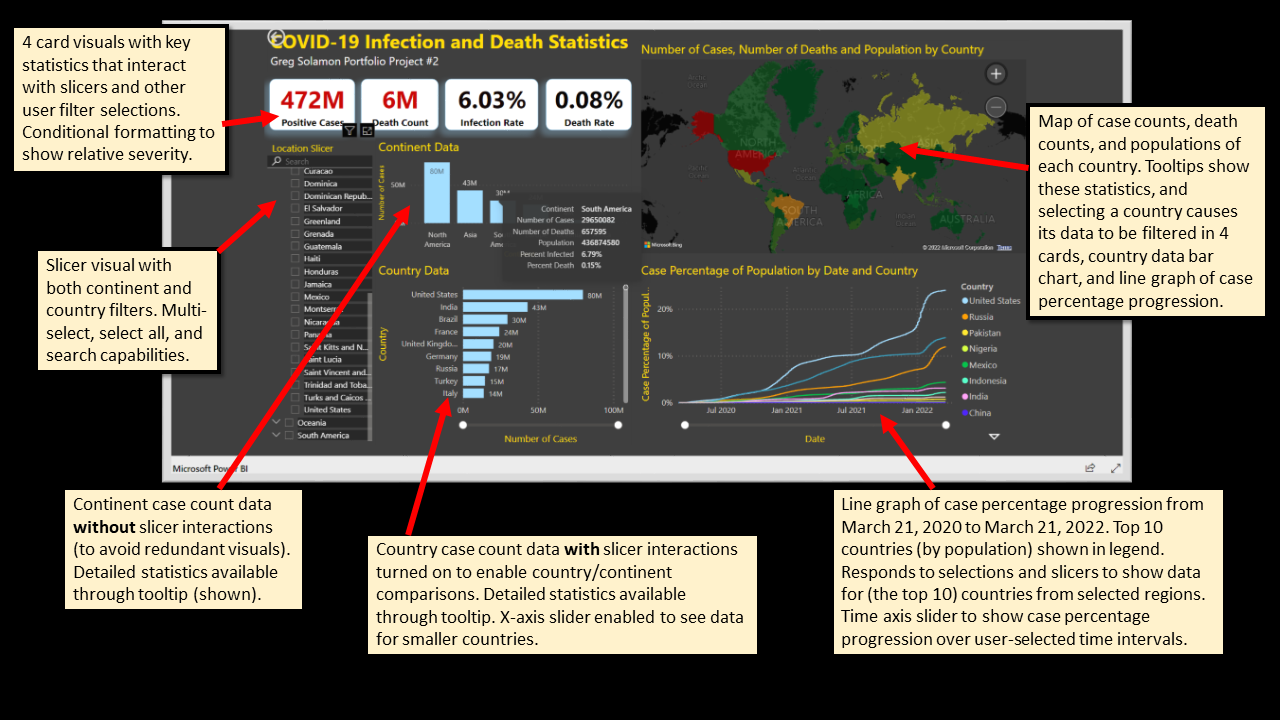 4 card visuals with key
statistics that interact
with slicers and other
user filter selections.
Conditional formatting to
show relative severity.
COVID-19 Infection and Death Statistics
Greg Solamon Portfolio Project #2
472M
Positive Cases
6M
Death Count
6.03%
Infection Rate
0.08%
Death Rate
Location Slicer
Search
Curacao
Dominica
Dominican Repub...
El Salvador
Greenland
Grenada
Guatemala
Haiti
Honduras
Jamaica
Mexico
Montserr
Nicaragua
Panama
Saint Kitts and N...
Saint Lucia
Saint Vincent and...
Trinidad and Toba...
Turks and Caicos ...
United States
Oceania
South America
Continent Data
Number of Cases
50M
80M
43M
30M
North
America
Asia
Continent South America
Number of Cases 29650082
Number of Deaths 657595
Population 436874580
Percent Infected 6.79%
Percent Death 0.15%
Country Data
Country
United States 80M
India 43M
Brazil 30M
France 24M
United Kingdo... 20M
Germany 19M
Russia 17M
Turkey 15M
Italy 14M
0M 50M 100M
Number of Cases
Number of Cases, Number of Deaths and Population by Country
Arctic
Ocean
Arctic
Ocean
NORTH
AMERICA
EUROPE
ASIA
Pacific
Ocean
Atlantic
Ocean
AFRICA
SOUTH
AMERICA
Indian
Ocean
AUSTRALIA
Microsoft Bing
© 2022 Microsoft Corporation Terms
Case Percentage of Population by Date and Country
Case Percentage of Popul...
20%
10%
0%
Jul 2020 Jan 2021 Jul 2021 Jan 2022
Date
Country
United States
Russia
Pakistan
Nigeria
Mexico
Indonesia
India
China
Microsoft Power BI
Map of case counts, death
counts, and populations of
each country. Tooltips show
these statistics, and
selecting a country causes
its data to be filtered in 4
cards, country data bar
chart, and line graph of case
percentage progression.
Slicer visual with
both continent and
country filters. Multi-
select, select all, and
search capabilities.
Continent case count data
without slicer interactions
(to avoid redundant visuals).
Detailed statistics available
through tooltip (shown).
Country case count data with slicer interactions
turned on to enable country/continent
comparisons. Detailed statistics available
through tooltip. X-axis slider enabled to see data
for smaller countries.
Line graph of case percentage progression from
March 21, 2020 to March 21, 2022. Top 10
countries (by population) shown in legend.
Responds to selections and slicers to show data
for (the top 10) countries from selected regions.
Time axis slider to show case percentage
progression over user-selected time intervals.